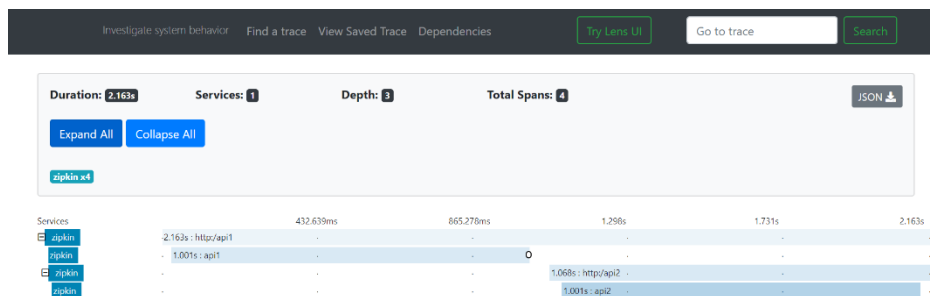 Investigate system behavior Find a trace View Saved Trace Dependencies Try Lens UI Go to trace Search
Duration: 2.163s Services: 1 Depth: 3 Total Spans: 4 JSON
Expand All Collapse All
zipkin x4
Services 432.639ms 865.278ms 1.298s 1.731s 2.163s
zipkin 2.163s : http:/api1
zipkin 1.001s : api1
zipkin 1.068s : http:/api2
zipkin 1.001s : api2